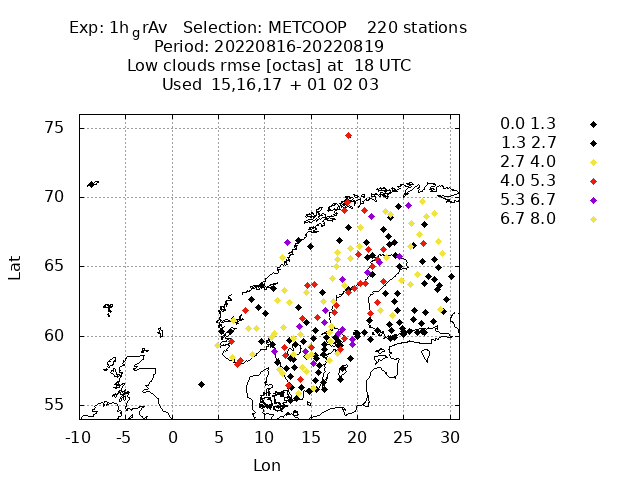 Exp: 1hgrAv   Selection: METCOOP    220 stations
Period: 20220816-20220819
Low clouds rmse [octas] at  18 UTC
Used  15,16,17  + 01 02 03
0.0 1.3
1.3 2.7
2.7 4.0
4.0 5.3
5.3 6.7
6.7 8.0
75
70
65
60
55
Lat
-10 -5 0 5 10 15 20 25 30
Lon